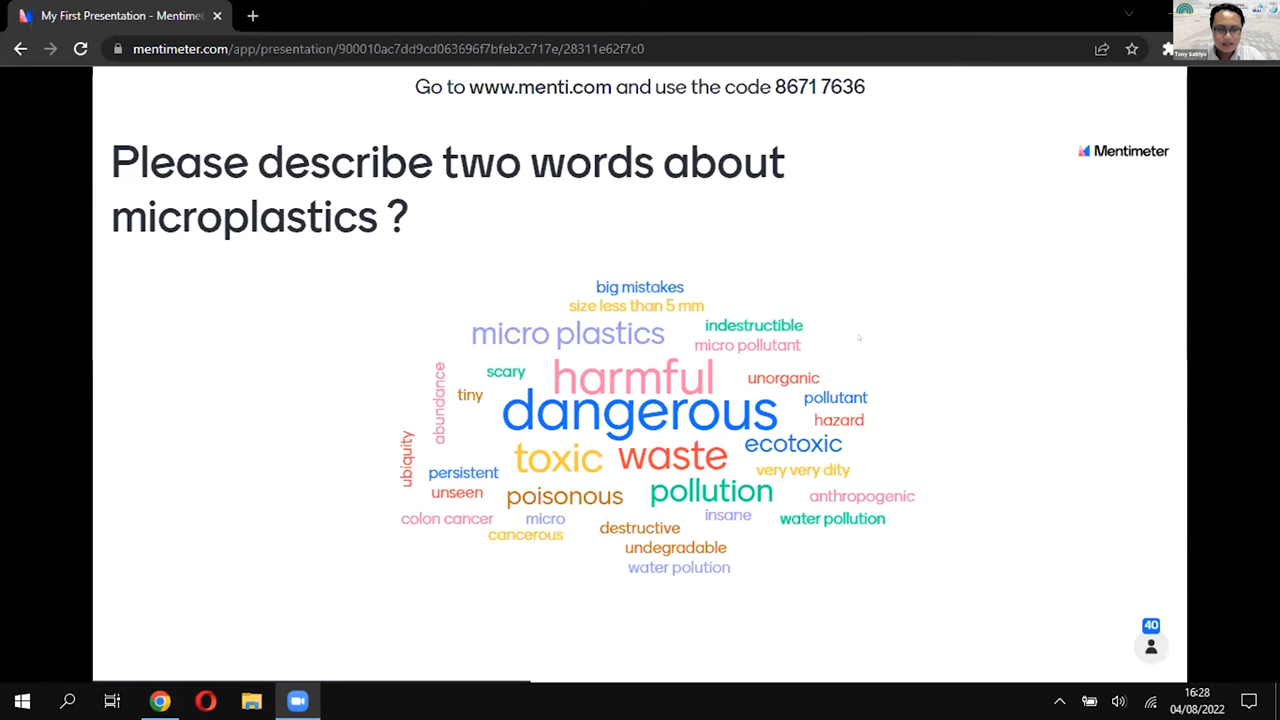 My First Presentation - Mentimet
mentimeter.com/app/presentation/900010ac7dd9cd063696f7bfeb2c717e/28311e62f7c0
Tony Satriyo
Go to www.menti.com and use the code 8671 7636
Please describe two words about
microplastics ?
Mentimeter
big mistakes
size less than 5 mm
micro plastics
indestructible
micro pollutant
scary
harmful
unorganic
abundance
tiny
dangerous
pollutant
hazard
ubiquity
toxic
waste
ecotoxic
persistent
very very dity
unseen
poisonous
pollution
anthropogenic
colon cancer
micro
insane
water pollution
cancerous
destructive
undegradable
water polution
40
16:28
04/08/2022